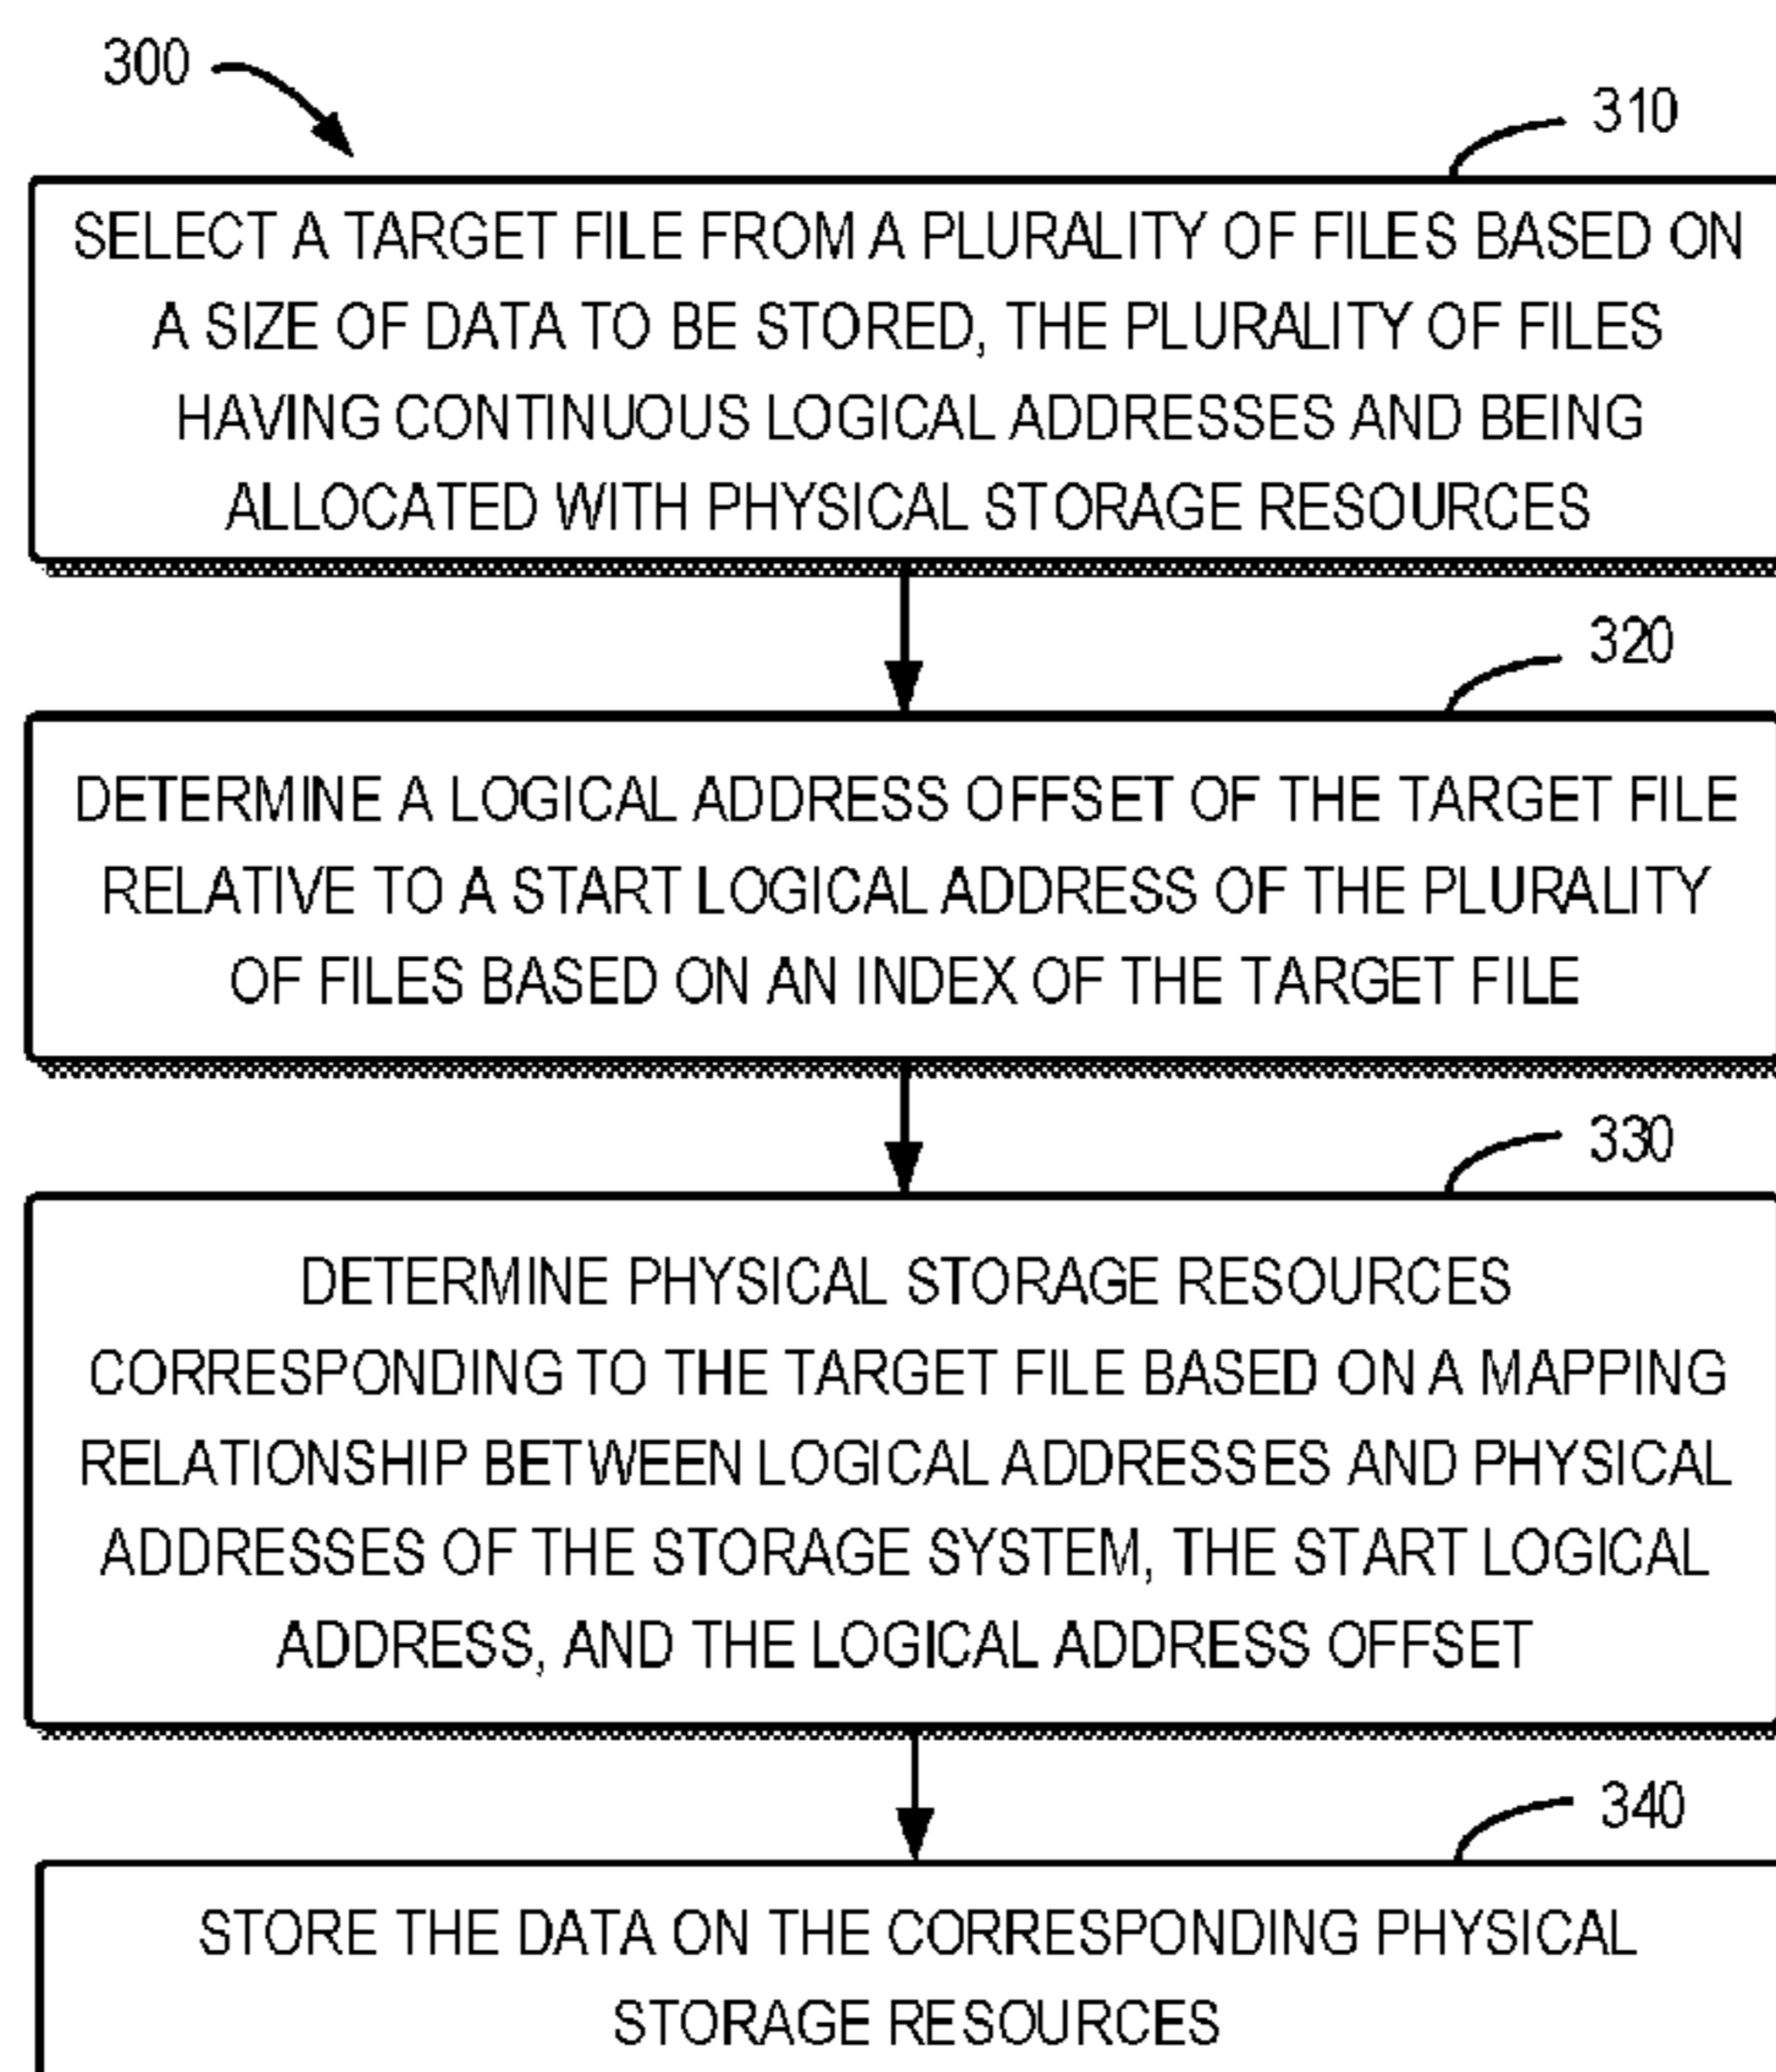 300
310
SELECT A TARGET FILE FROM A PLURALITY OF FILES BASED ON
A SIZE OF DATA TO BE STORED, THE PLURALITY OF FILES
HAVING CONTINUOUS LOGICAL ADDRESSES AND BEING
ALLOCATED WITH PHYSICAL STORAGE RESOURCES
320
DETERMINE A LOGICAL ADDRESS OFFSET OF THE TARGET FILE
RELATIVE TO A START LOGICAL ADDRESS OF THE PLURALITY
OF FILES BASED ON AN INDEX OF THE TARGET FILE
330
DETERMINE PHYSICAL STORAGE RESOURCES
CORRESPONDING TO THE TARGET FILE BASED ON A MAPPING
RELATIONSHIP BETWEEN LOGICAL ADDRESSES AND PHYSICAL
ADDRESSES OF THE STORAGE SYSTEM, THE START LOGICAL
ADDRESS, AND THE LOGICAL ADDRESS OFFSET
340
STORE THE DATA ON THE CORRESPONDING PHYSICAL
STORAGE RESOURCES